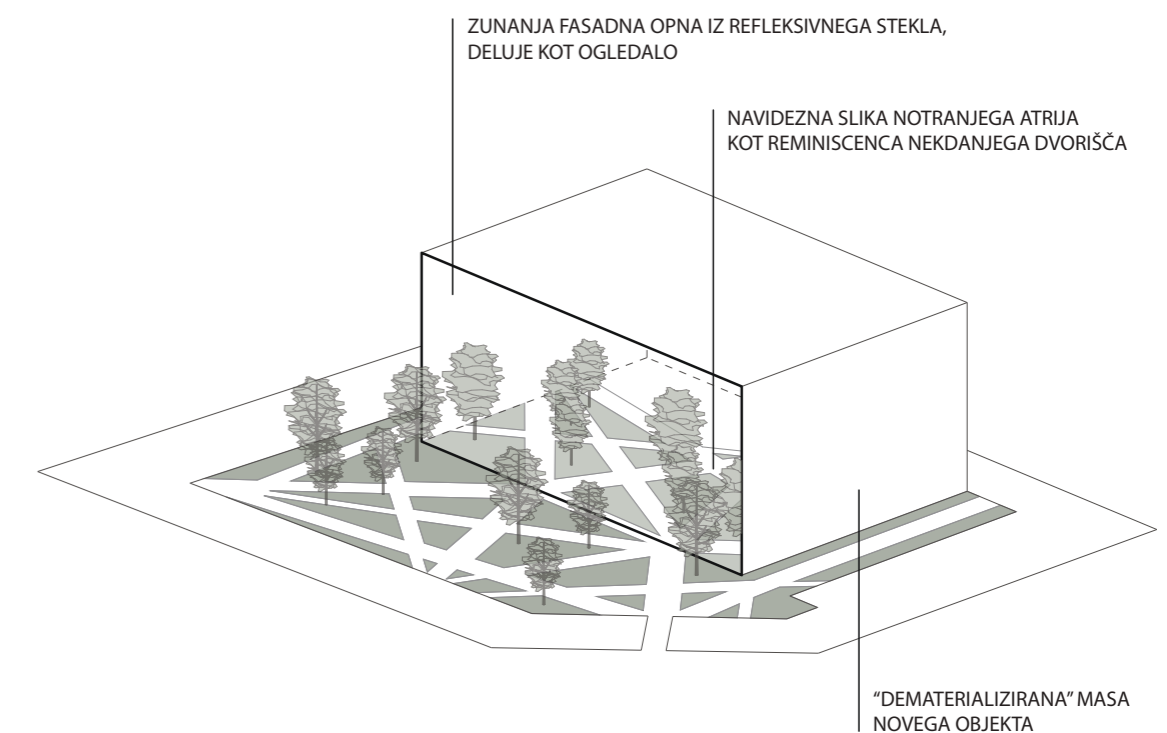 ZUNANJA FASADNA OPNA IZ REFLEKSIVNEGA STEKLA,
DELUJE KOT OGLEDALO
NAVIDEZNA SLIKA NOTRANJEGA ATRIJA
KOT REMINISCENCA NEKDANJEGA DVORIŠČA
“DEMATERIALIZIRANA” MASA
NOVEGA OBJEKTA